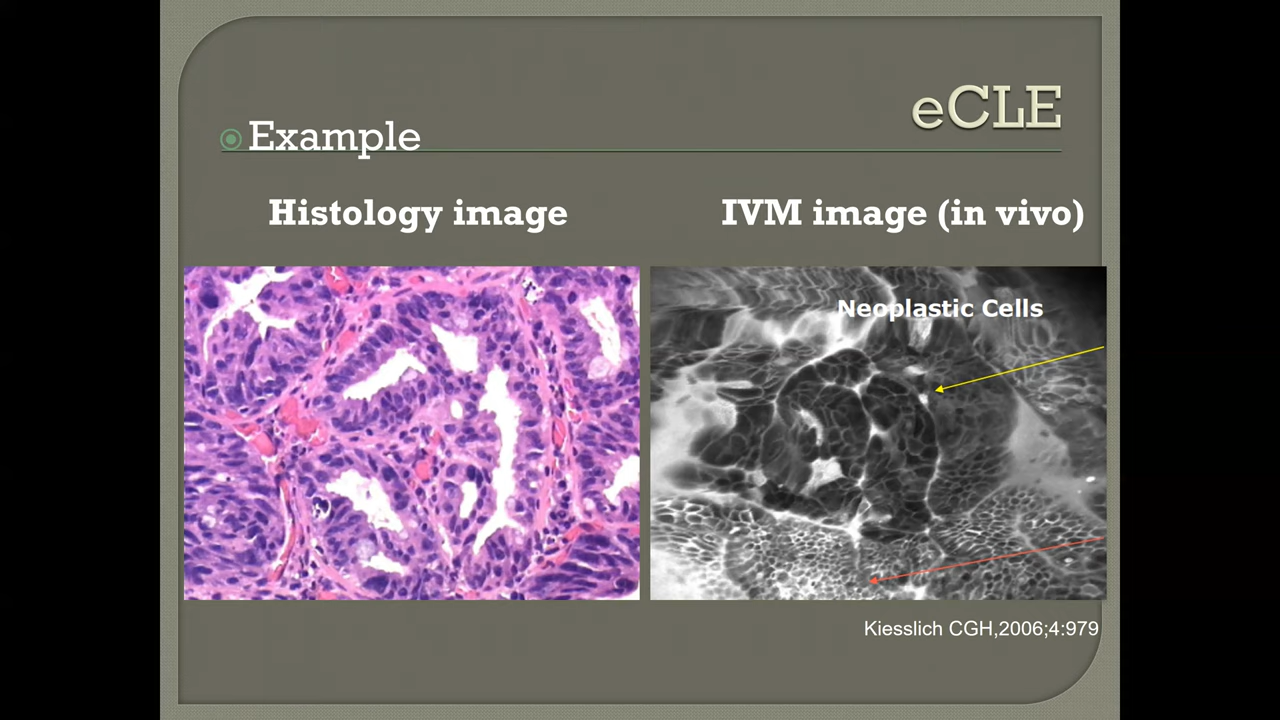 eCLE
Example
Histology image
IVM image (in vivo)
Neoplastic Cells
Kiesslich CGH,2006;4:979